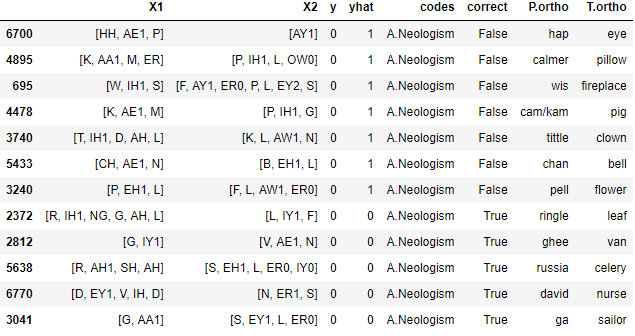 X1 X2 y yhat codes correct P.ortho T.ortho
6700 [HH, AE1, P] [AY1] 0 1 A.Neologism False hap eye
4895 [K, AA1, M, ER] [P, IH1, L, OW0] 0 1 A.Neologism False calmer pillow
695 [W, IH1, S] [F, AY1, ER0, P, L, EY2, S] 0 1 A.Neologism False wis fireplace
4478 [K, AE1, M] [P, IH1, G] 0 1 A.Neologism False cam/kam pig
3740 [T, IH1, D, AH, L] [K, L, AW1, N] 0 1 A.Neologism False tittle clown
5433 [CH, AE1, N] [B, EH1, L] 0 1 A.Neologism False chan bell
3240 [P, EH1, L] [F, L, AW1, ER0] 0 1 A.Neologism False pell flower
2372 [R, IH1, NG, G, AH, L] [L, IY1, F] 0 0 A.Neologism True ringle leaf
2812 [G, IY1] [V, AE1, N] 0 0 A.Neologism True ghee van
5638 [R, AH1, SH, AH] [S, EH1, L, ER0, IY0] 0 0 A.Neologism True russia celery
6770 [D, EY1, V, IH, D] [N, ER1, S] 0 0 A.Neologism True david nurse
3041 [G, AA1] [S, EY1, L, ER0] 0 0 A.Neologism True ga sailor